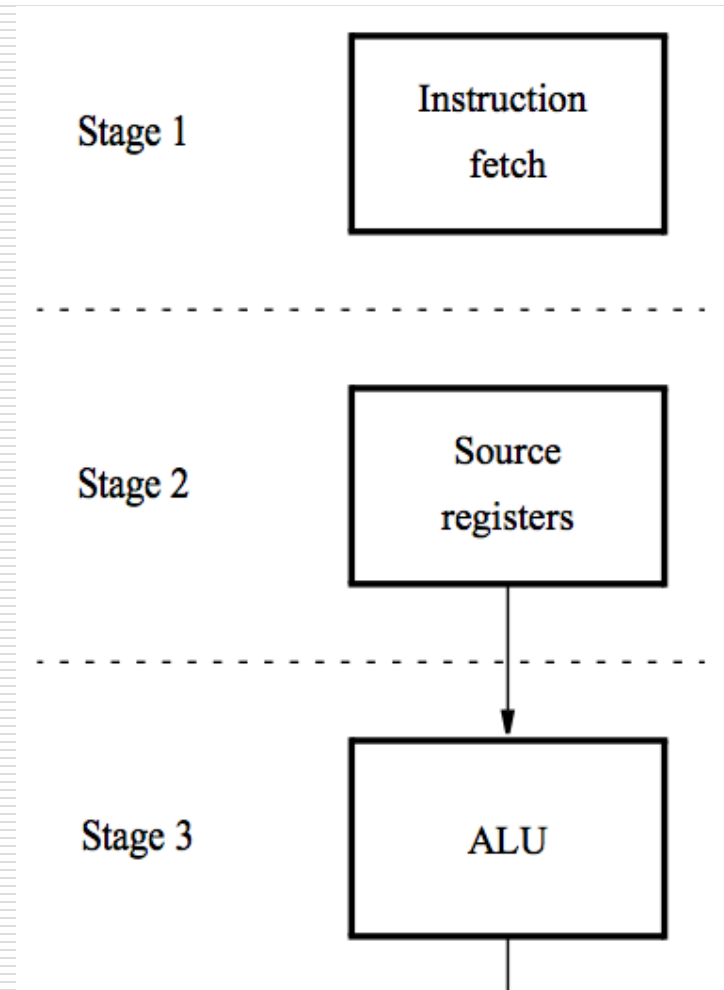 Stage 1
Instruction
fetch
Stage 2
Source
registers
Stage 3
ALU